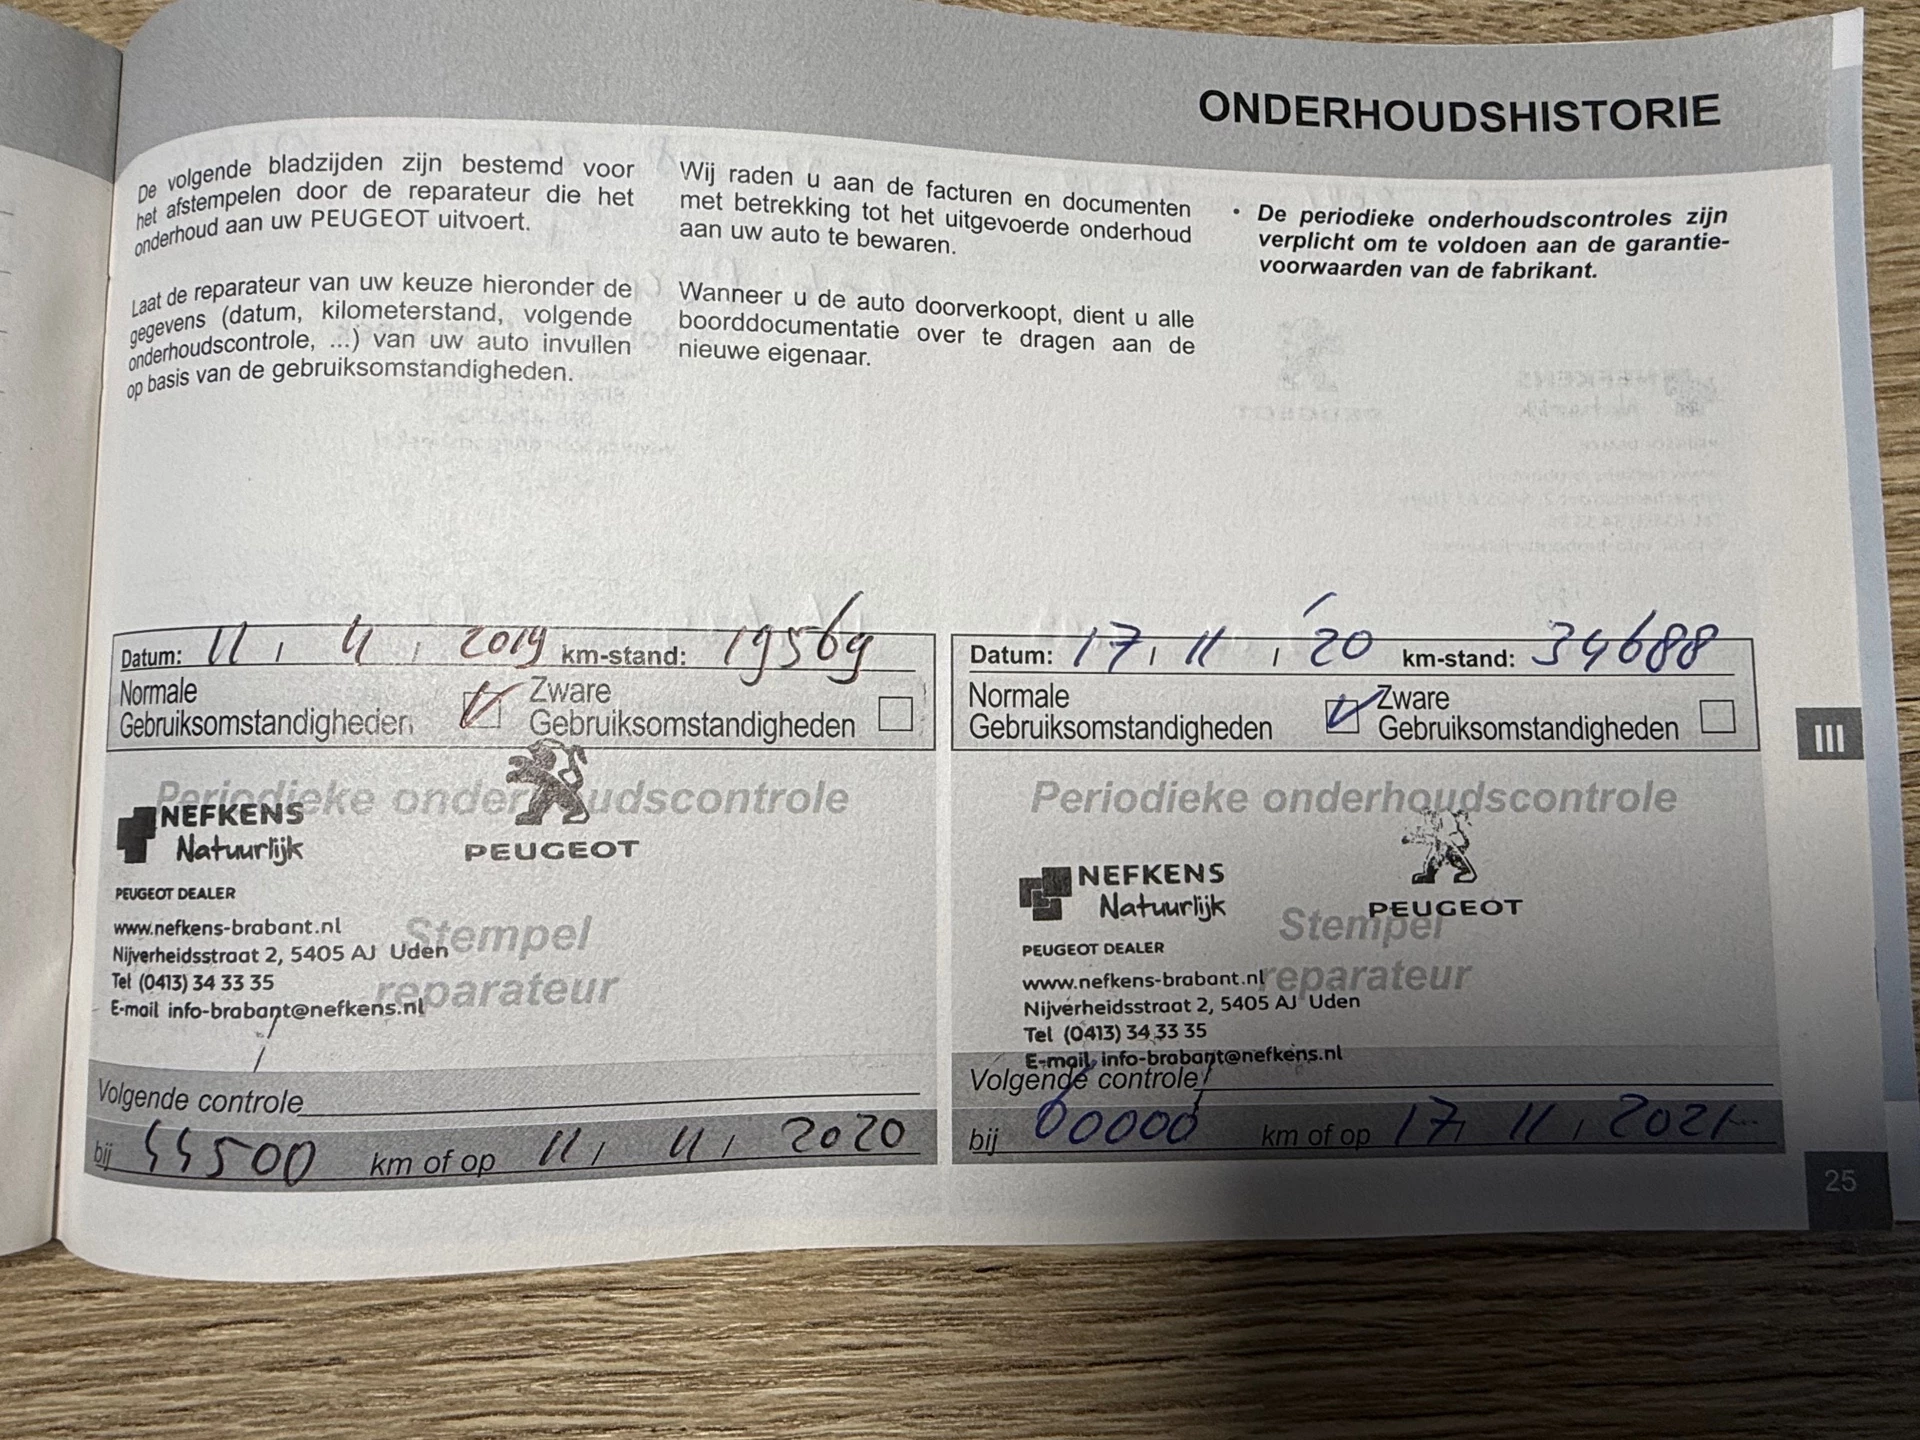 ONDERHOUDSHISTORIE
De volgende bladzijden zijn bestemd voor
het afstempelen door de reparateur die het
onderhoud aan uw PEUGEOT uitvoert.
Laat de reparateur van uw keuze hieronder de
gegevens (datum, kilometerstand, volgende
onderhoudscontrole, ...) van uw auto invullen
op basis van de gebruiksomstandigheden.
Wij raden u aan de facturen en documenten
met betrekking tot het uitgevoerde onderhoud
aan uw auto te bewaren.
Wanneer u de auto doorverkoopt, dient u alle
boorddocumentatie over te dragen aan de
nieuwe eigenaar.
• De periodieke onderhoudscontroles zijn
verplicht om te voldoen aan de garantie-
voorwaarden van de fabrikant.
Datum: 11 / 11 / 2019 km-stand: 19569
Normale
Gebruiksomstandigheden
Zware
Gebruiksomstandigheden
Periodieke onderhoudscontrole
NEFKENS
Natuurlijk
PEUGEOT
PEUGEOT DEALER
www.nefkens-brabant.nl
Nijverheidsstraat 2, 5405 AJ Uden
Tel (0413) 34 33 35
E-mail info-brabant@nefkens.nl
Stempel
reparateur
Volgende controle
bij 44500 km of op 11 / 11 / 2020
Datum: 17 / 11 / '20 km-stand: 34688
Normale
Gebruiksomstandigheden
Zware
Gebruiksomstandigheden
Periodieke onderhoudscontrole
NEFKENS
Natuurlijk
PEUGEOT
PEUGEOT DEALER
www.nefkens-brabant.nl
Nijverheidsstraat 2, 5405 AJ Uden
Tel (0413) 34 33 35
E-mail info-brabant@nefkens.nl
Stempel
reparateur
Volgende controle
bij 60000 km of op 17 / 11 / 2021
III
25